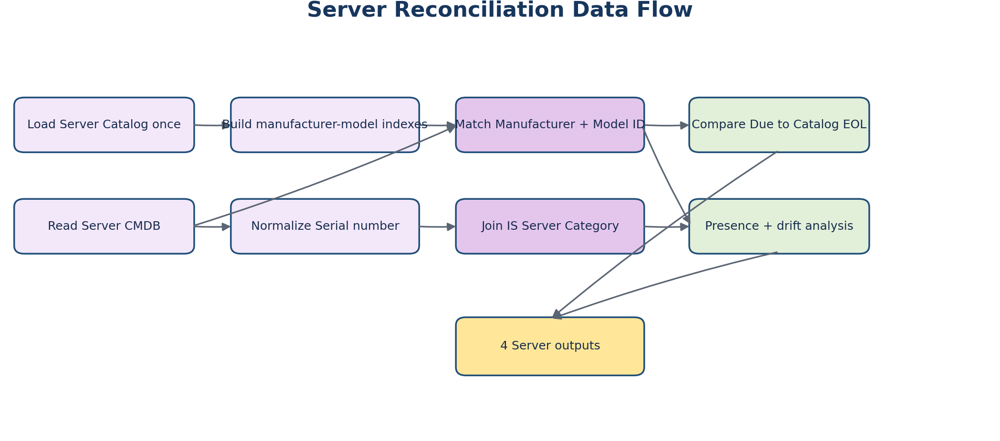 Server Reconciliation Data Flow
Load Server Catalog once
Build manufacturer-model indexes
Match Manufacturer + Model ID
Compare Due to Catalog EOL
Read Server CMDB
Normalize Serial number
Join IS Server Category
Presence + drift analysis
4 Server outputs